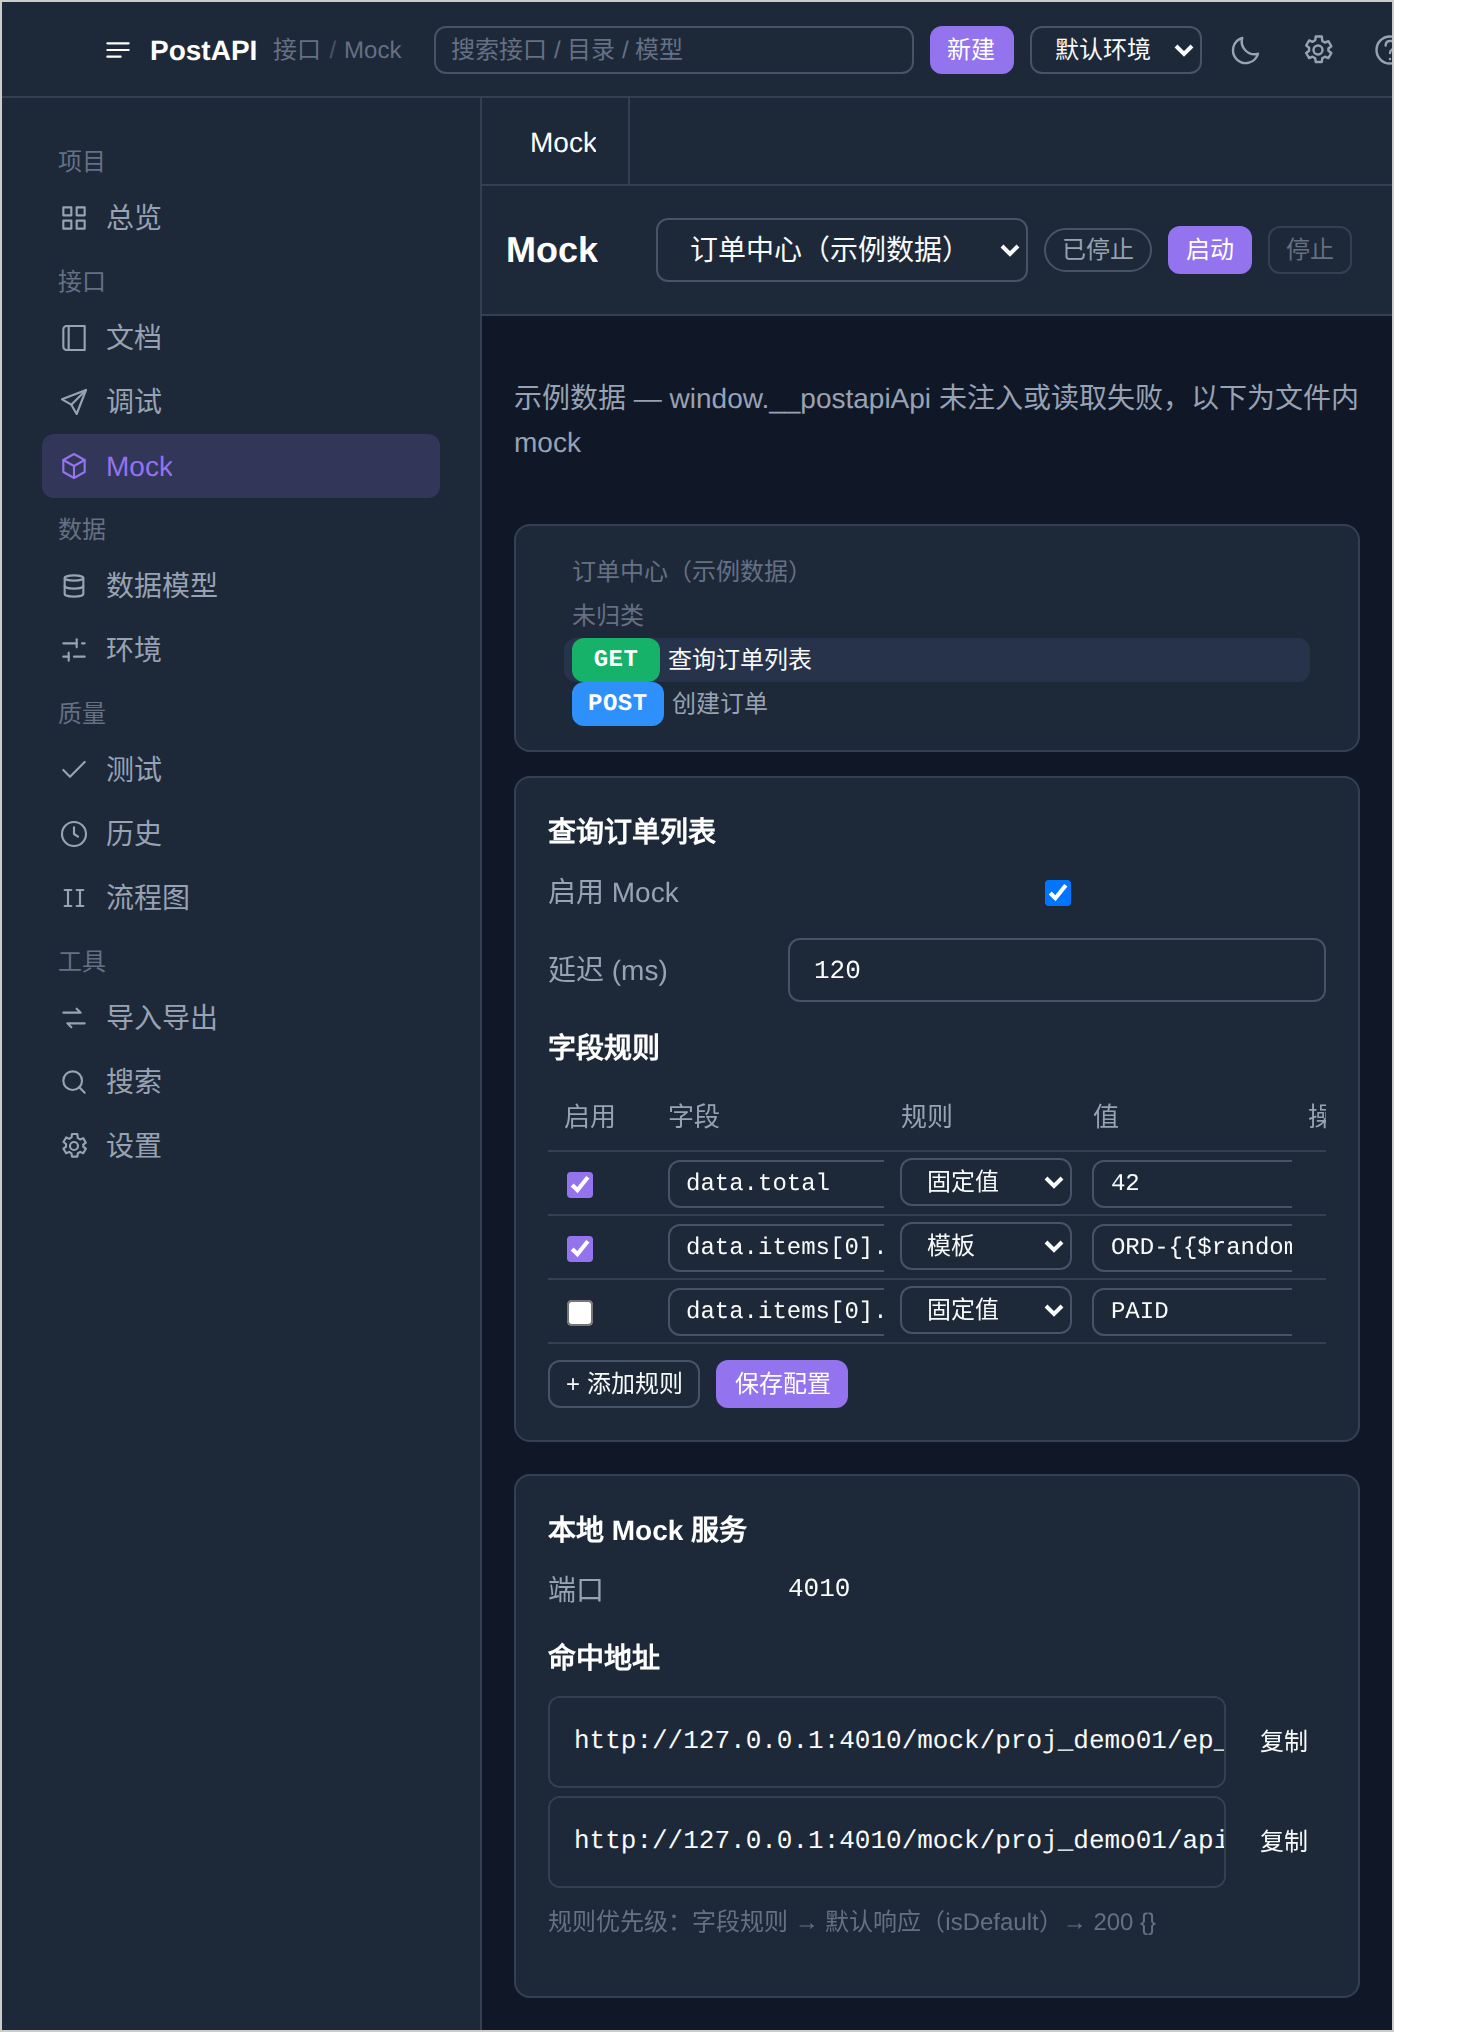 PostAPI 接口 / Mock 搜索接口 / 目录 / 模型 新建 默认环境
项目
总览
接口
文档
调试
Mock
数据
数据模型
环境
质量
测试
历史
流程图
工具
导入导出
搜索
设置
Mock
Mock 订单中心（示例数据） 已停止 启动 停止
示例数据 — window.__postapiApi 未注入或读取失败，以下为文件内
mock
订单中心（示例数据）
未归类
GET 查询订单列表
POST 创建订单
查询订单列表
启用 Mock
延迟 (ms) 120
字段规则
启用 字段 规则 值
data.total 固定值 42
data.items[0]. 模板 ORD-{{$random
data.items[0]. 固定值 PAID
+ 添加规则 保存配置
本地 Mock 服务
端口 4010
命中地址
http://127.0.0.1:4010/mock/proj_demo01/ep_ 复制
http://127.0.0.1:4010/mock/proj_demo01/api 复制
规则优先级：字段规则 → 默认响应（isDefault）→ 200 {}